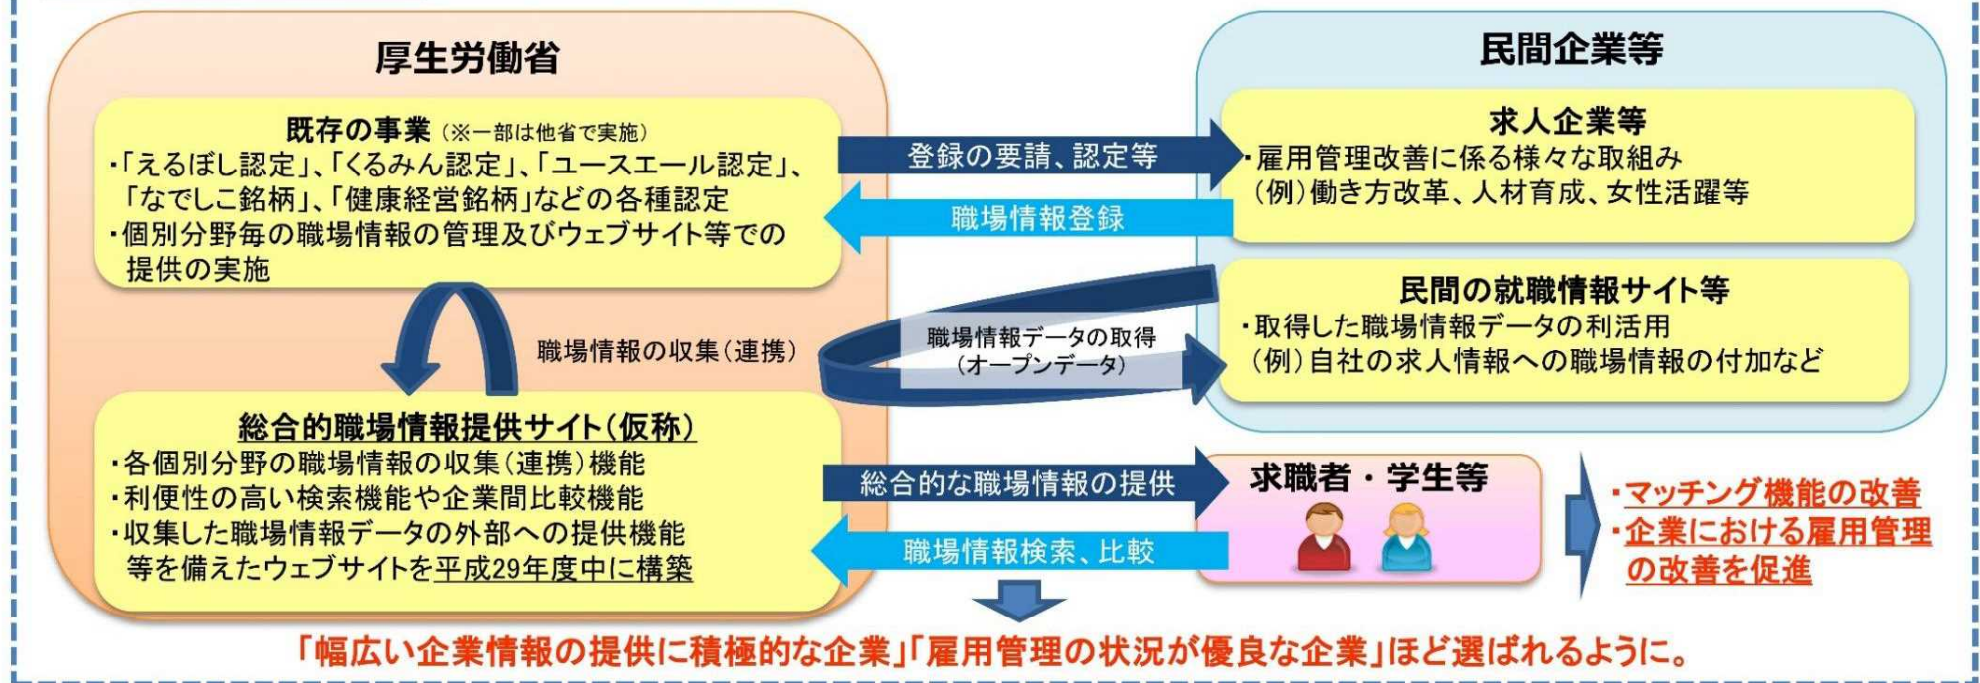 厚生労働省
既存の事業(※一部は他省で実施)
・「えるぼし認定」、「くるみん認定」、「ユースエール認定」、
「なでしこ銘柄」、「健康経営銘柄」などの各種認定
・個別分野毎の職場情報の管理及びウェブサイト等での
提供の実施
職場情報の収集(連携)
総合的職場情報提供サイト(仮称)
・各個別分野の職場情報の収集(連携)機能
・利便性の高い検索機能や企業間比較機能
・収集した職場情報データの外部への提供機能
等を備えたウェブサイトを平成29年度中に構築
登録の要請、認定等
職場情報登録
職場情報データの取得
(オープンデータ)
総合的な職場情報の提供
職場情報検索、比較
民間企業等
求人企業等
・雇用管理改善に係る様々な取組み
(例)働き方改革、人材育成、女性活躍等
民間の就職情報サイト等
・取得した職場情報データの利活用
(例)自社の求人情報への職場情報の付加など
求職者・学生等
・マッチング機能の改善
・企業における雇用管理
の改善を促進
「幅広い企業情報の提供に積極的な企業」「雇用管理の状況が優良な企業」ほど選ばれるように。